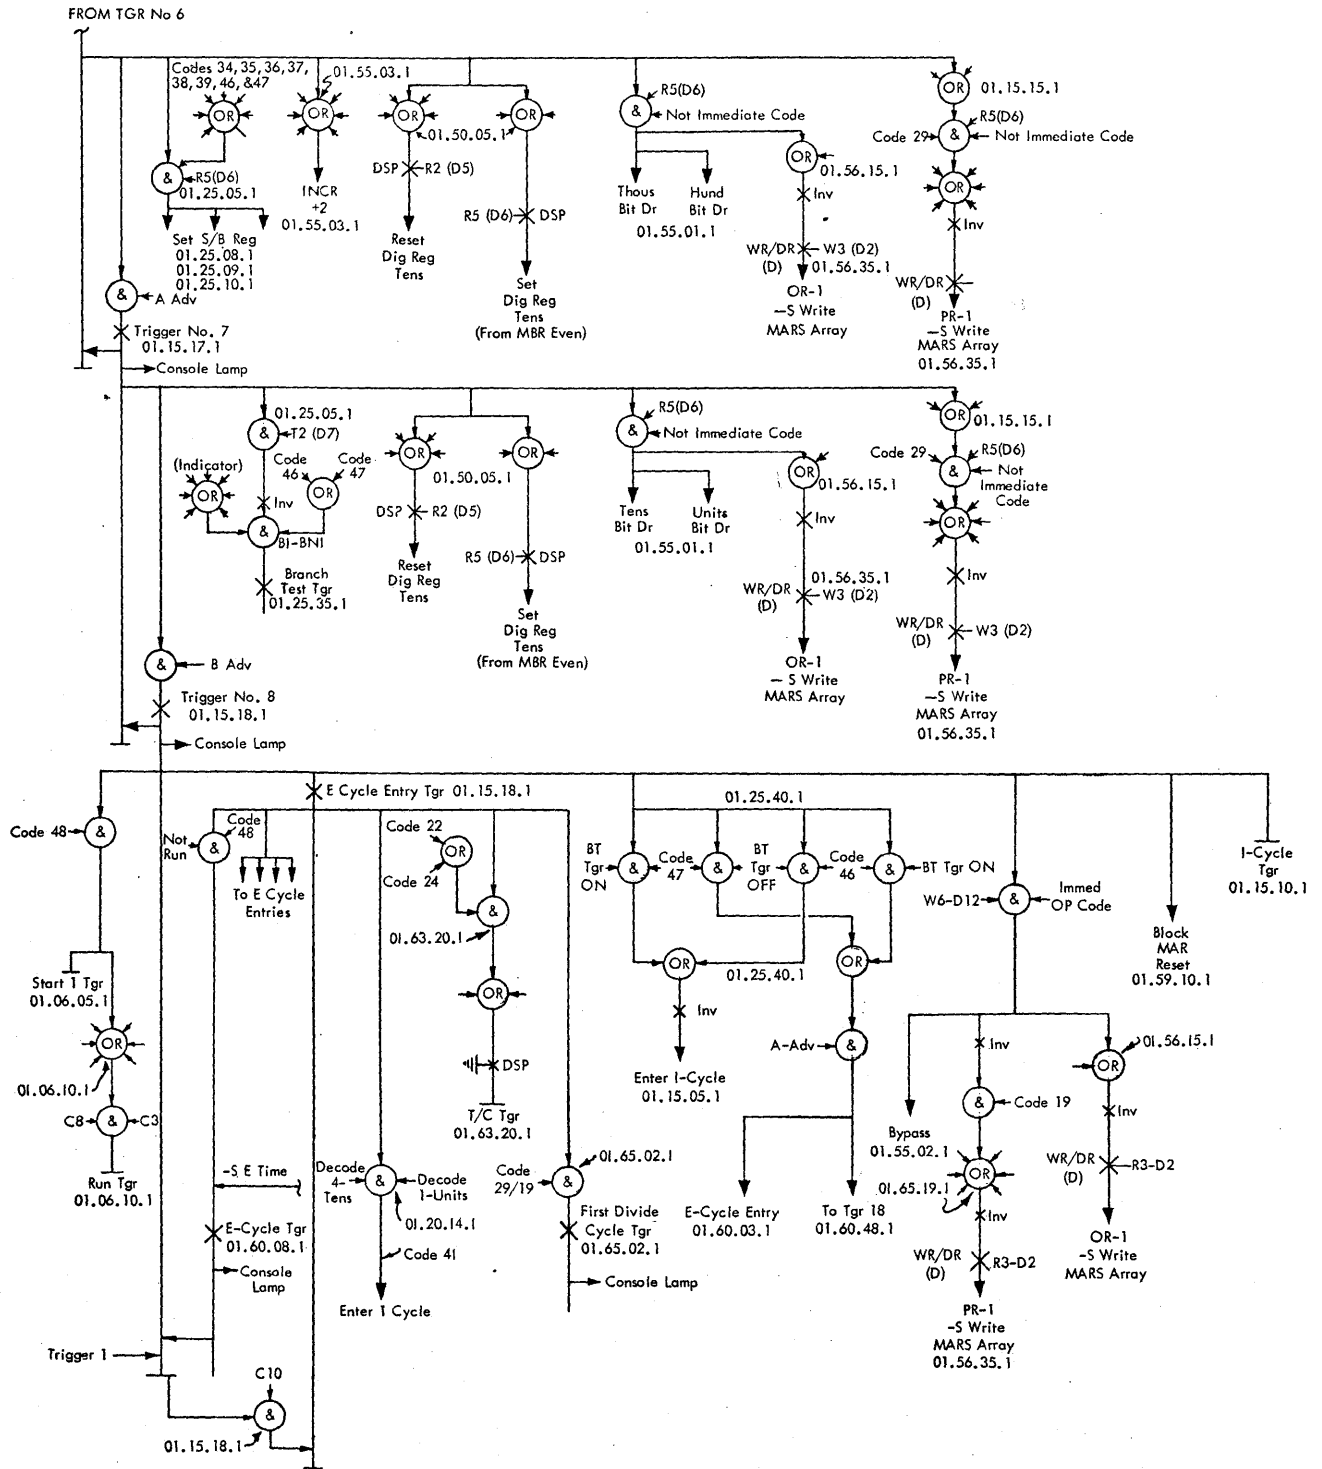 FROM TGR No 6
Codes 34, 35, 36, 37,
38, 39, 46, &47
01.55.03.1
OR
OR
OR
01.50.05.1
OR
R5(D6)
&
Not Immediate Code
OR
01.15.15.1
R5(D6)
Code 29
&
Not Immediate Code
&
R5(D6)
01.25.05.1
INCR
+2
01.55.03.1
DSP
R2 (D5)
R5 (D6)
DSP
OR
01.56.15.1
OR
Thous
Bit Dr
Hund
Bit Dr
01.55.01.1
Inv
Inv
Set S/B Reg
01.25.08.1
01.25.09.1
01.25.10.1
Reset
Dig Reg
Tens
Set
Dig Reg
Tens
(From MBR Even)
WR/DR
(D)
W3 (D2)
01.56.35.1
OR-1
—S Write
MARS Array
WR/DR
(D)
PR-1
—S Write
MARS Array
01.56.35.1
&
A Adv
Trigger No. 7
01.15.17.1
Console Lamp
01.25.05.1
&
T2 (D7)
(Indicator)
OR
Code
46
Code
47
OR
Inv
&
BI-BNI
Branch
Test Tgr
01.25.35.1
OR
01.50.05.1
OR
DSP
R2 (D5)
Reset
Dig Reg
Tens
R5 (D6)
DSP
Set
Dig Reg
Tens
(From MBR Even)
R5(D6)
&
Not Immediate Code
Tens
Bit Dr
Units
Bit Dr
01.55.01.1
OR
01.56.15.1
Inv
01.56.35.1
WR/DR
(D)
W3 (D2)
OR-1
— S Write
MARS Array
OR
01.15.15.1
Code 29
&
R5(D6)
Not
Immediate
Code
OR
Inv
WR/DR
(D)
W3 (D2)
PR-1
—S Write
MARS Array
01.56.35.1
&
B Adv
Trigger No. 8
01.15.18.1
Console Lamp
E Cycle Entry Tgr 01.15.18.1
Code 48
&
Not
Run
&
Code
48
To E Cycle
Entries
Code 22
OR
Code 24
&
01.63.20.1
OR
DSP
T/C Tgr
01.63.20.1
01.25.40.1
BT
Tgr
ON
&
Code
47
&
BT
Tgr
OFF
&
Code
46
&
BT Tgr ON
OR
01.25.40.1
OR
Inv
Enter I-Cycle
01.15.05.1
A-Adv
&
E-Cycle Entry
01.60.03.1
To Tgr 18
01.60.48.1
W6-D12
&
Immed
OP Code
Block
MAR
Reset
01.59.10.1
I-Cycle
Tgr
01.15.10.1
Start 1 Tgr
01.06.05.1
OR
01.06.10.1
C8
&
C3
Run Tgr
01.06.10.1
-S E Time
E-Cycle Tgr
01.60.08.1
Console
Lamp
Decode
4-
Tens
&
Decode
1-Units
01.20.14.1
Code 41
Enter 1 Cycle
Code
29/19
&
01.65.02.1
First Divide
Cycle Tgr
01.65.02.1
Console Lamp
Bypass
01.55.02.1
Inv
&
Code 19
OR
01.65.19.1
Inv
WR/DR
(D)
R3-D2
PR-1
-S Write
MARS Array
01.56.35.1
01.56.15.1
OR
Inv
WR/DR
(D)
R3-D2
OR-1
-S Write
MARS Array
Trigger 1
C10
&
01.15.18.1